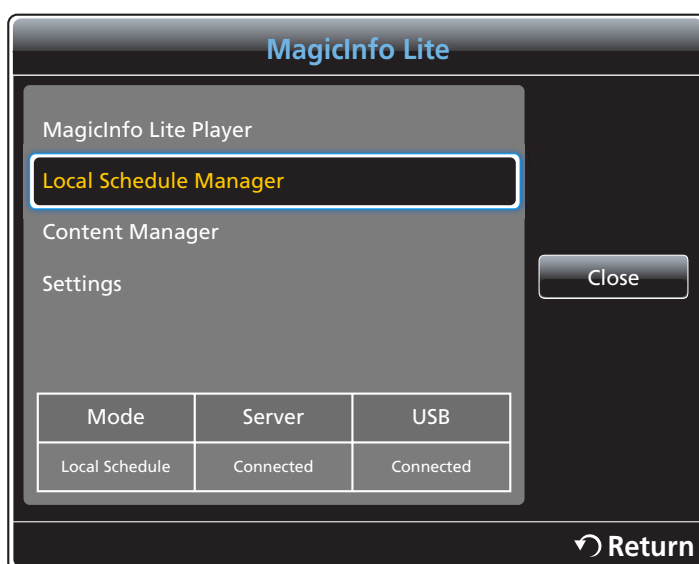 MagicInfo Lite
MagicInfo Lite Player
Local Schedule Manager
Content Manager
Settings
Close
Mode Server USB
Local Schedule Connected Connected
Return